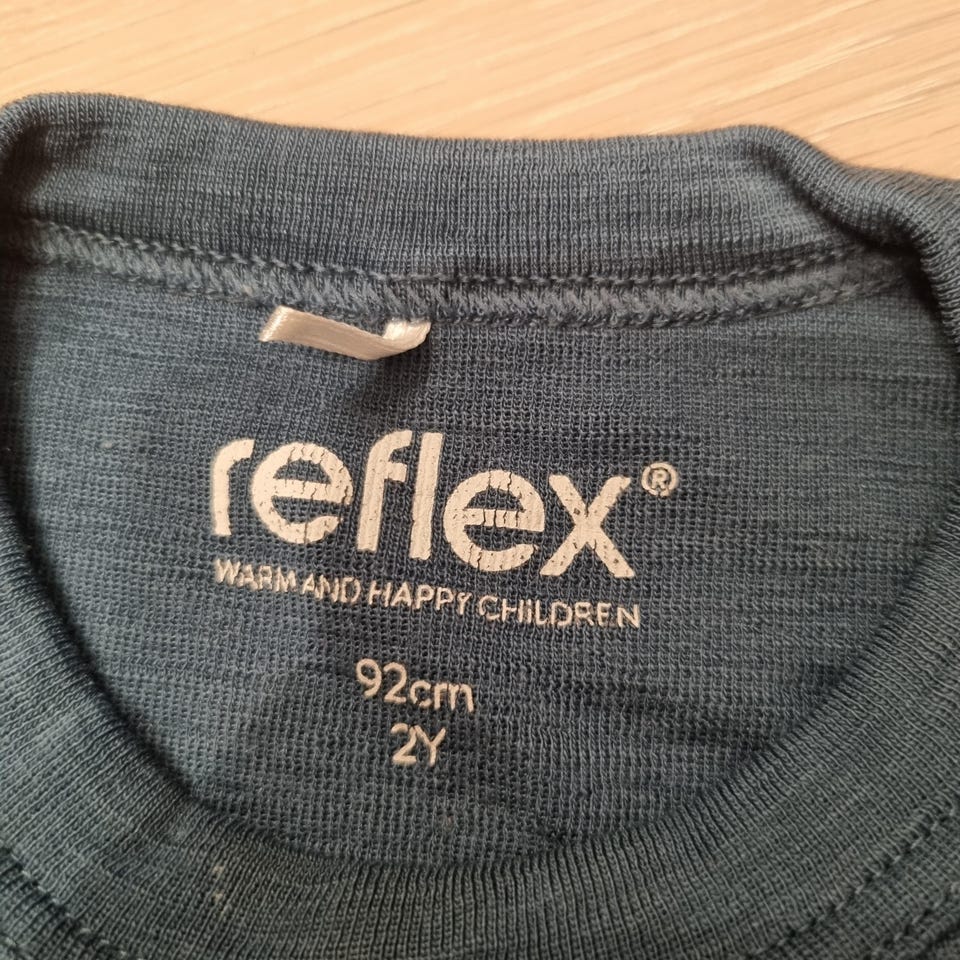 reflex®
WARM AND HAPPY CHILDREN
92cm
2Y